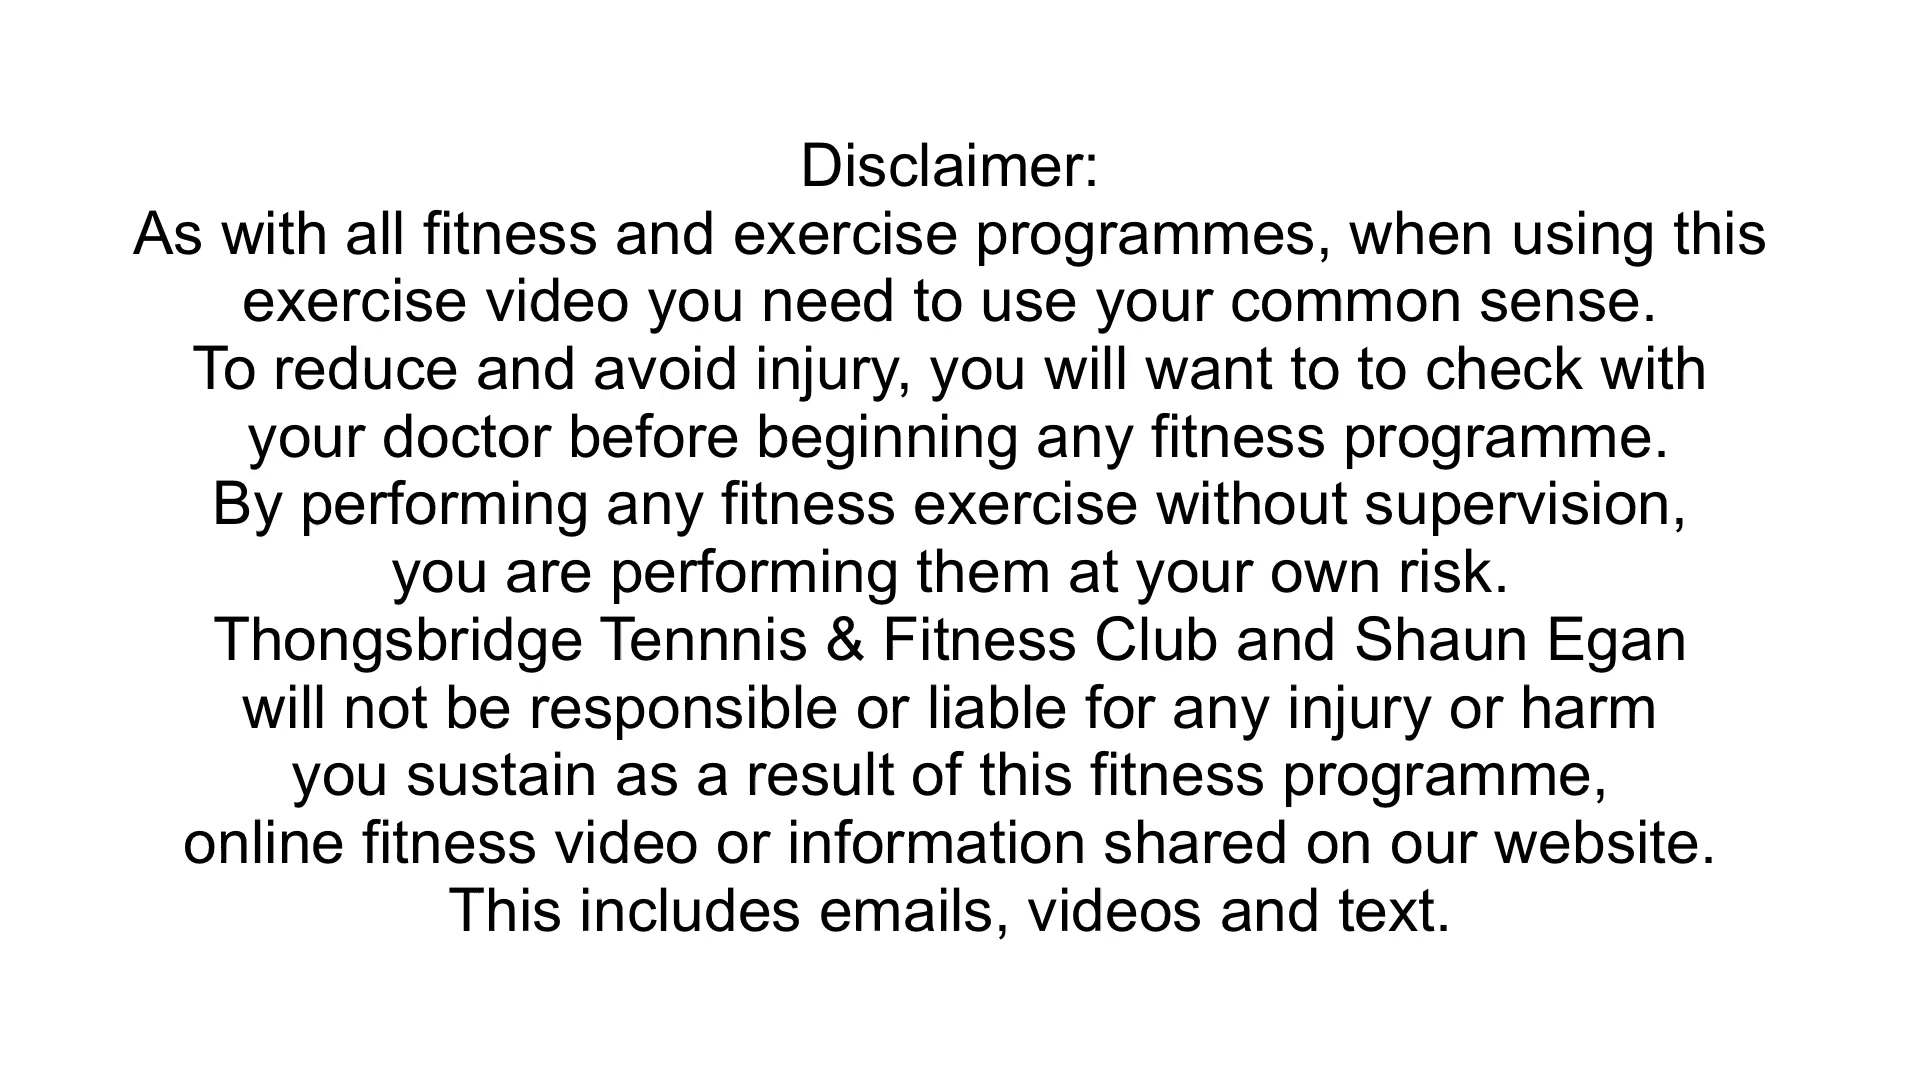 Disclaimer:
As with all fitness and exercise programmes, when using this
exercise video you need to use your common sense.
To reduce and avoid injury, you will want to to check with
your doctor before beginning any fitness programme.
By performing any fitness exercise without supervision,
you are performing them at your own risk.
Thongsbridge Tennnis & Fitness Club and Shaun Egan
will not be responsible or liable for any injury or harm
you sustain as a result of this fitness programme,
online fitness video or information shared on our website.
This includes emails, videos and text.